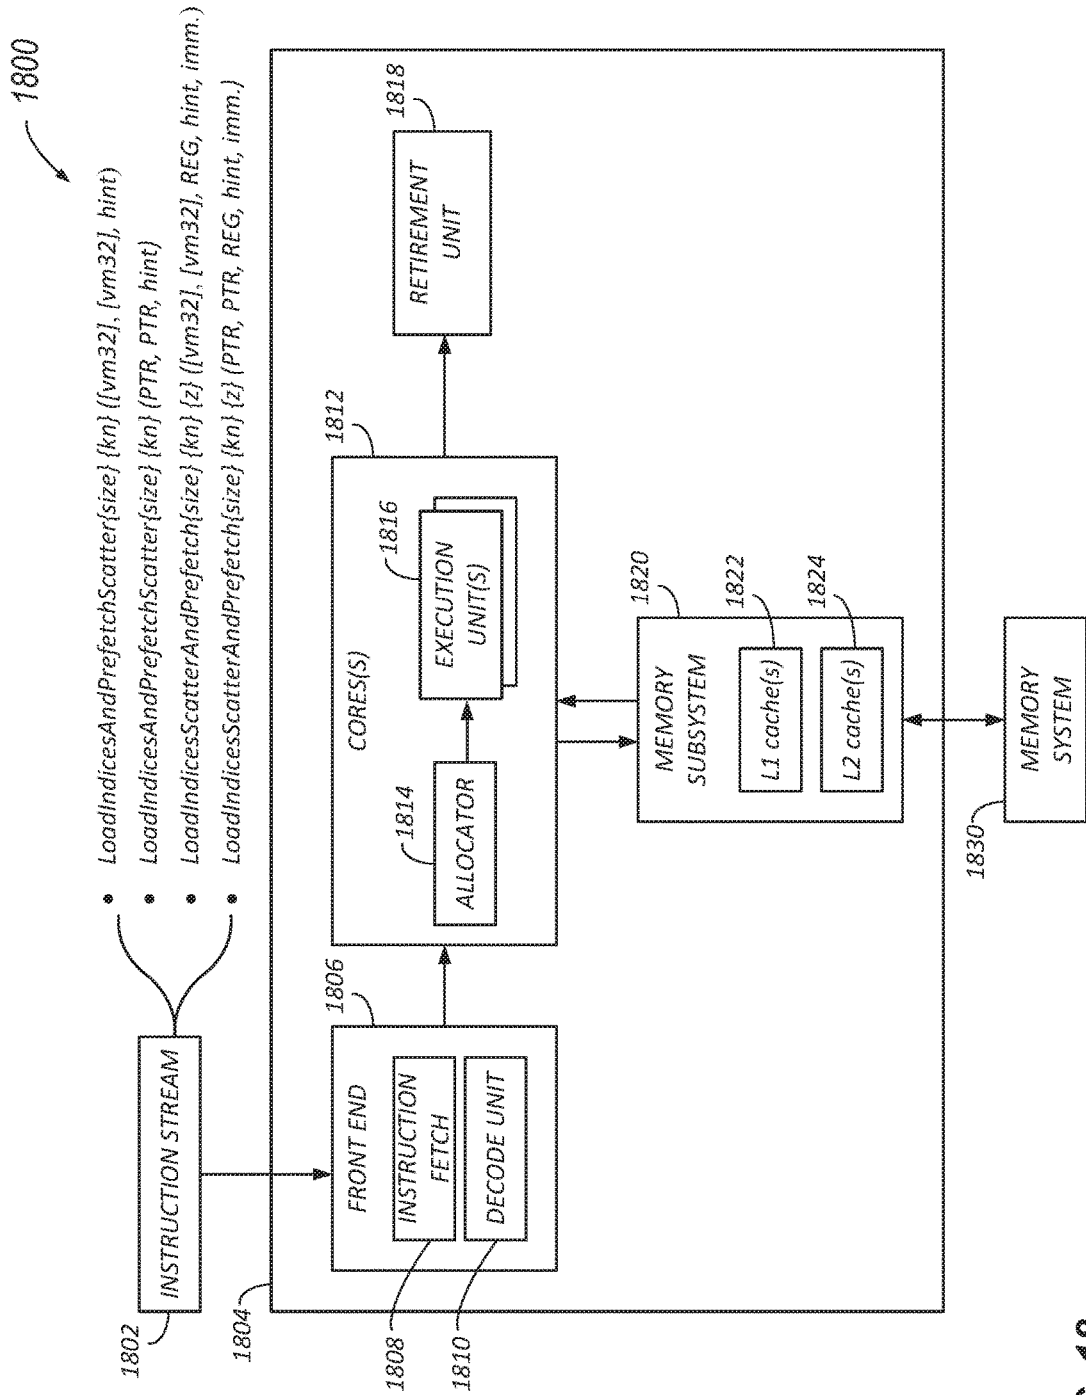 1800
• LoadIndicesAndPrefetchScatter{size} {kn} ([vm32], [vm32], hint)
• LoadIndicesAndPrefetchScatter{size} {kn} (PTR, PTR, hint)
• LoadIndicesScatterAndPrefetch{size} {kn} {z} ([vm32], [vm32], REG, hint, imm.)
• LoadIndicesScatterAndPrefetch{size} {kn} {z} (PTR, PTR, REG, hint, imm.)
INSTRUCTION STREAM
1802
1804
FRONT END
1806
INSTRUCTION
FETCH
1808
DECODE UNIT
1810
CORES(S)
1812
ALLOCATOR
1814
EXECUTION
UNIT(S)
1816
RETIREMENT
UNIT
1818
MEMORY
SUBSYSTEM
1820
L1 cache(s)
1822
L2 cache(s)
1824
MEMORY
SYSTEM
1830